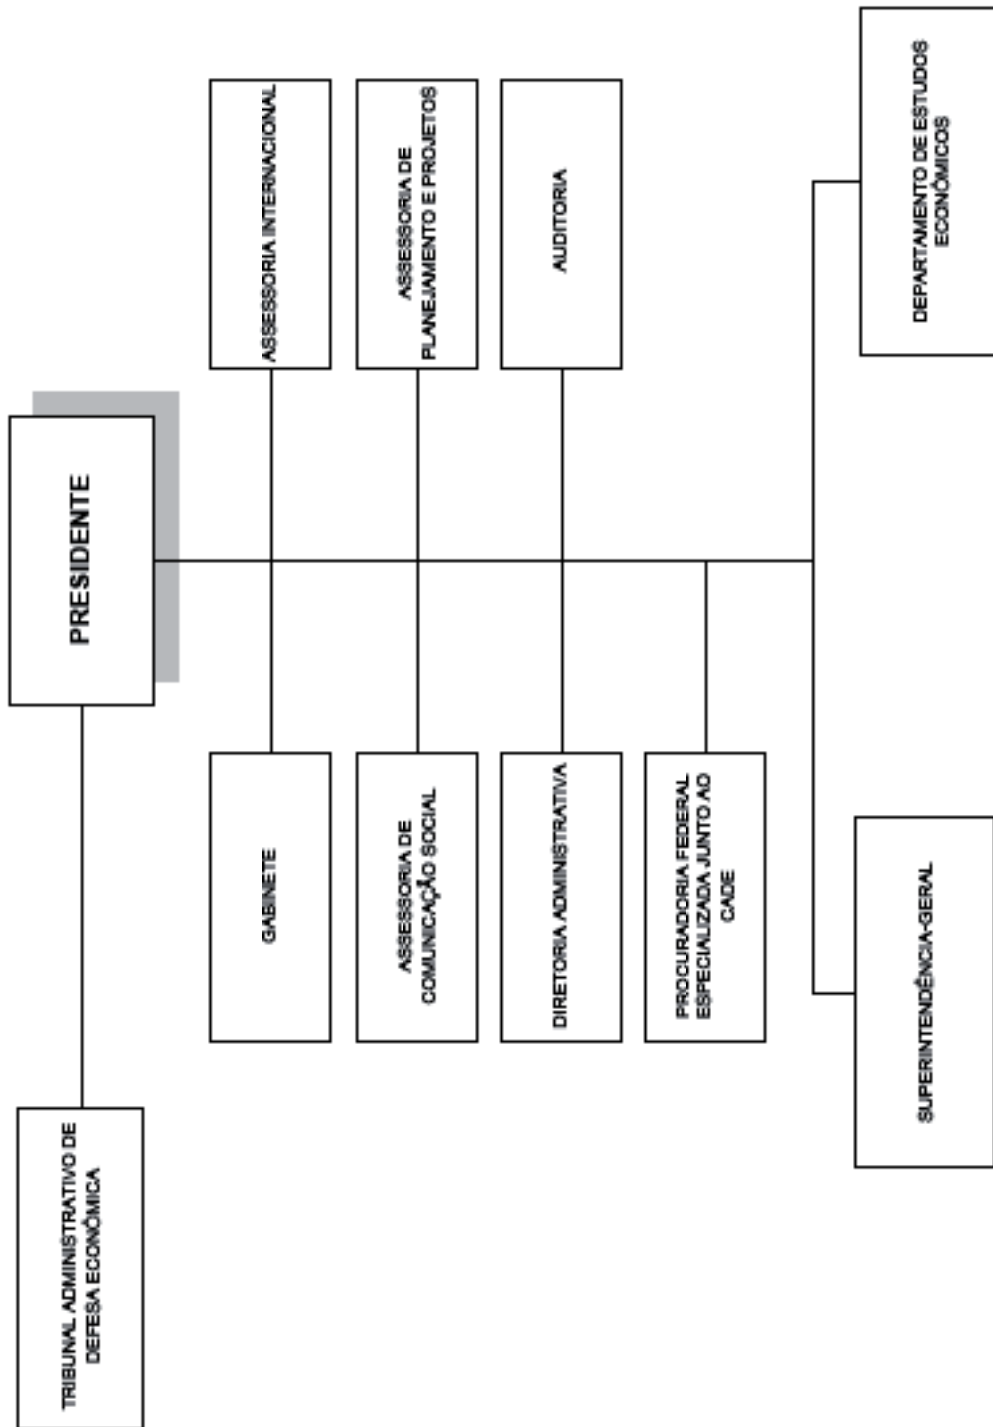 PRESIDENTE
TRIBUNAL ADMINISTRATIVO DE
DEFESA ECONÔMICA
GABINETE
ASSESSORIA INTERNACIONAL
ASSESSORIA DE
COMUNICAÇÃO SOCIAL
ASSESSORIA DE
PLANEJAMENTO E PROJETOS
DIRETORIA ADMINISTRATIVA
AUDITORIA
PROCURADORIA FEDERAL
ESPECIALIZADA JUNTO AO
CADE
SUPERINTENDÊNCIA-GERAL
DEPARTAMENTO DE ESTUDOS
ECONÔMICOS